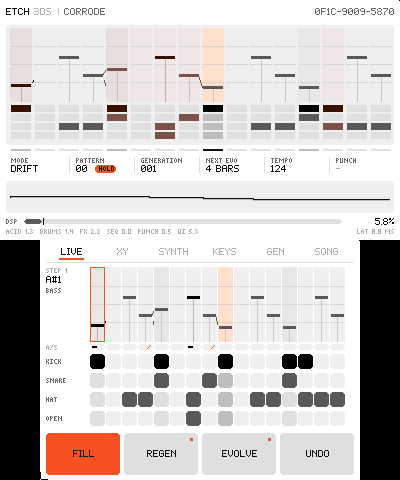 ETCH 3DS | CORRODE 0F1C-9009-5870
MODE PATTERN GENERATION NEXT EVO TEMPO PUNCH
DRIFT 00 HOLD 001 4 BARS 124 -
DSP 5.8%
ACID 1.3 DRUMS 1.4 FX 2.2 SEQ 0.0 PUNCH 0.5 UI 5.3 LAT 8.8 MS
LIVE XY SYNTH KEYS GEN SONG
STEP 1
A#1
BASS
A/S
KICK
SNARE
HAT
OPEN
FILL REGEN EVOLVE UNDO